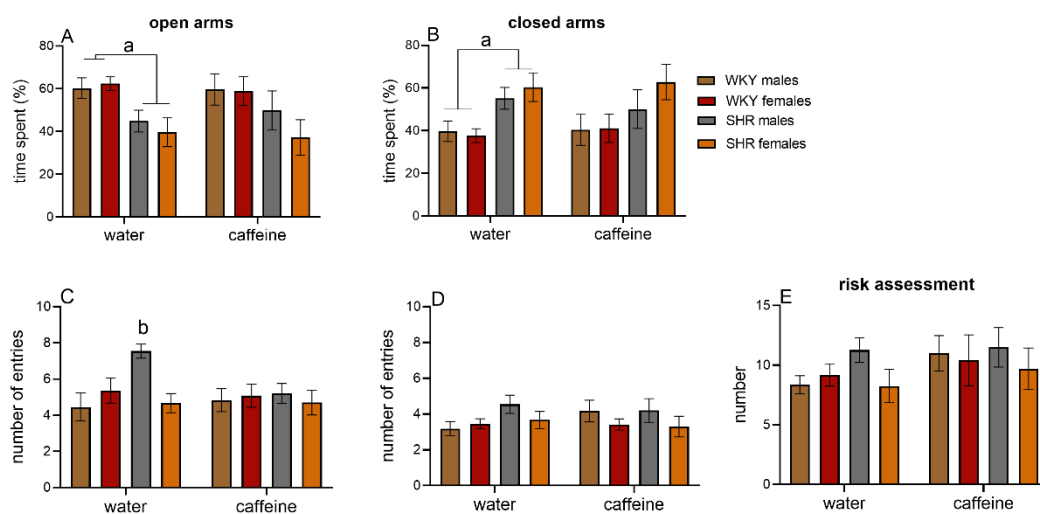 open arms
A
a
time spent (%)
80
60
40
20
0
water
caffeine
closed arms
B
a
time spent (%)
80
60
40
20
0
water
caffeine
WKY males
WKY females
SHR males
SHR females
C
b
number of entries
10
8
6
4
2
0
water
caffeine
D
number of entries
10
8
6
4
2
0
water
caffeine
risk assessment
E
number
15
10
5
0
water
caffeine